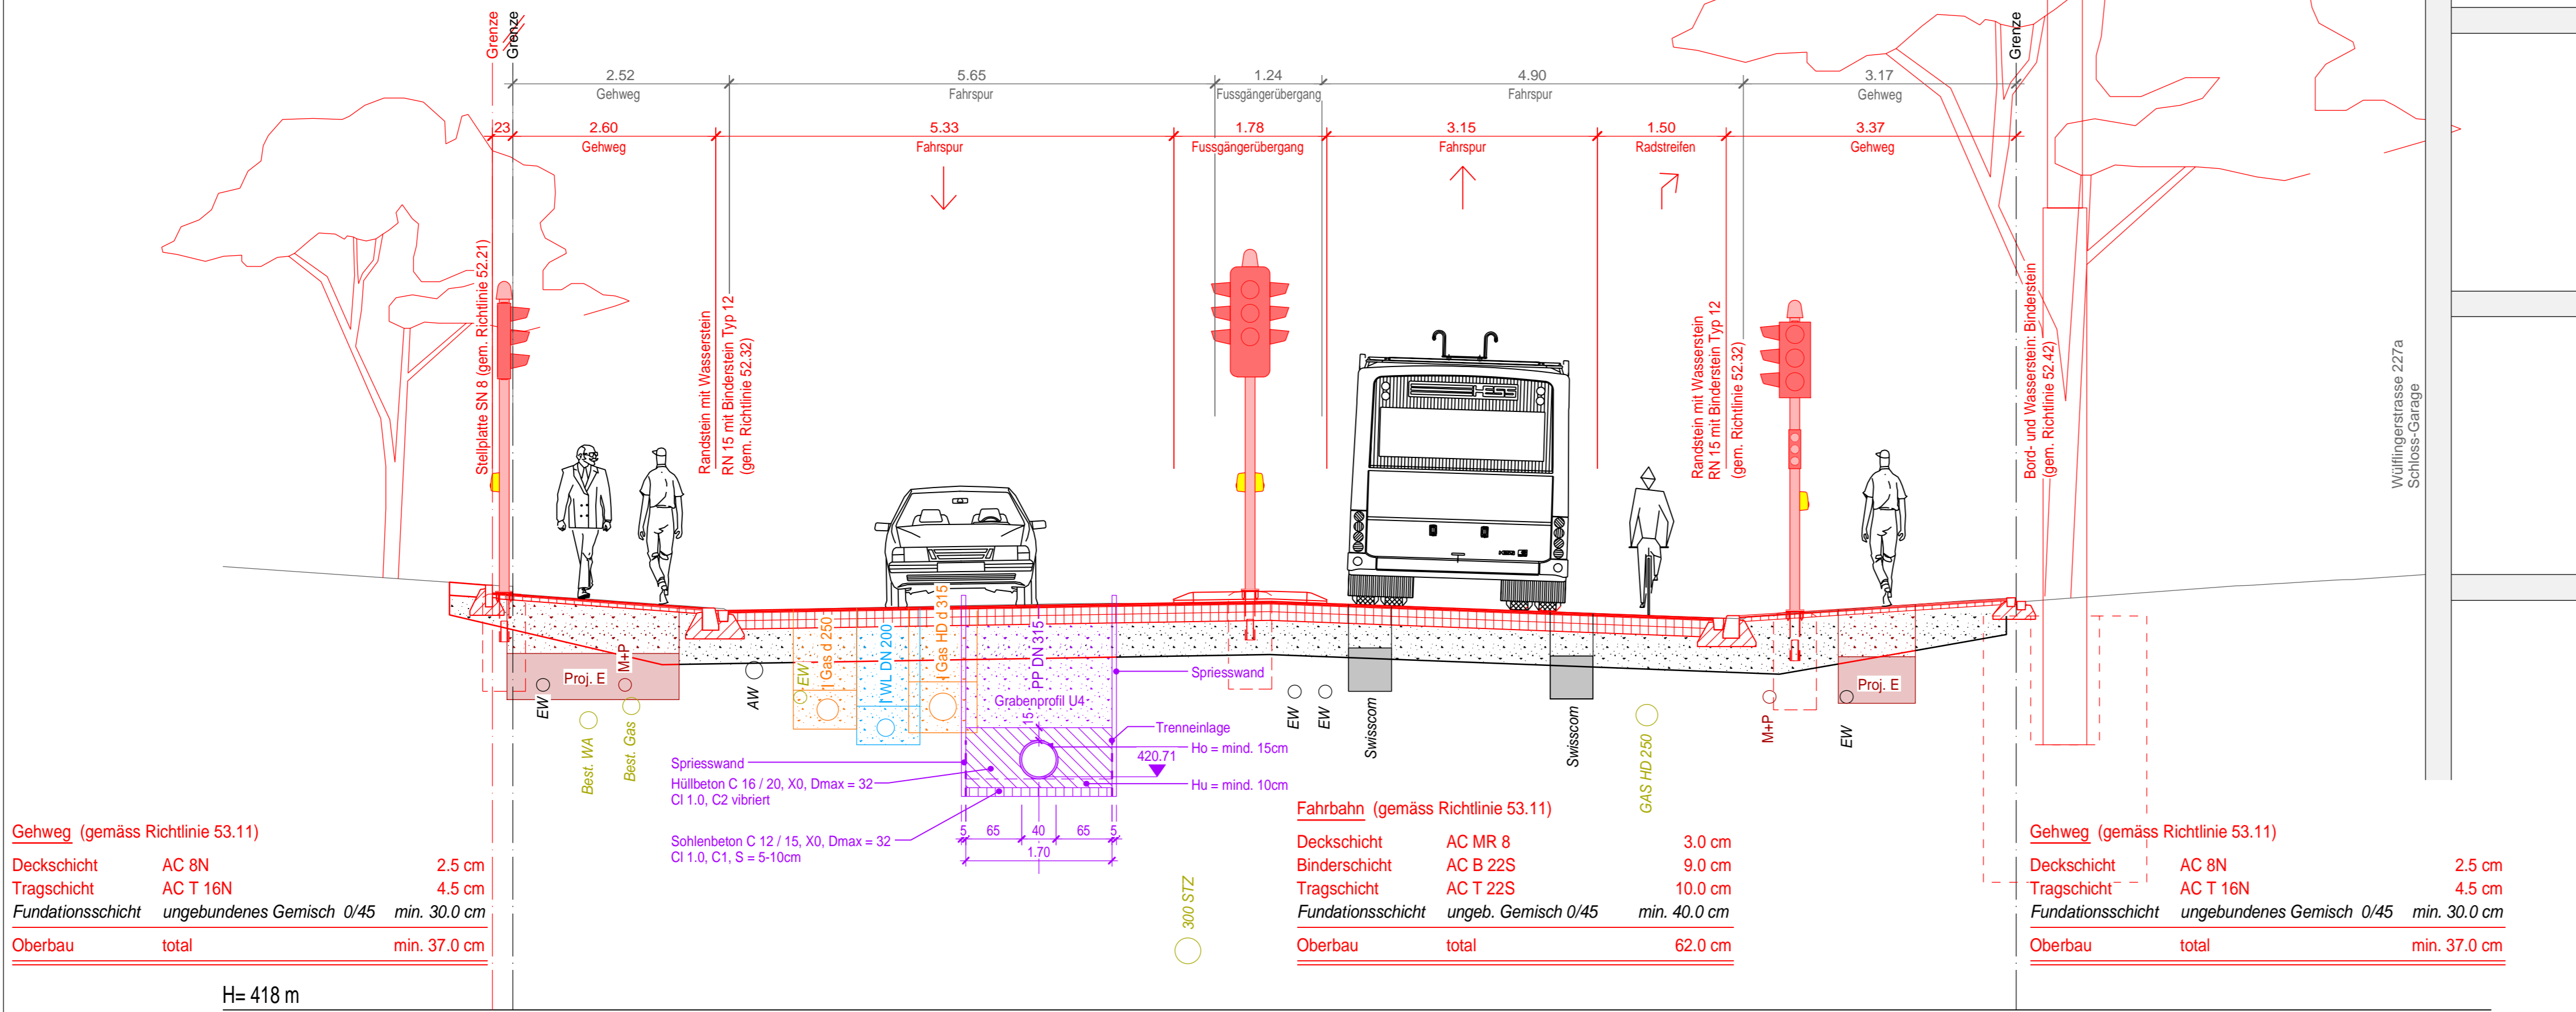 Grenze
Grenze
Grenze
2.52
Gehweg
5.65
Fahrspur
1.24
Fussgängerübergang
4.90
Fahrspur
3.17
Gehweg
23
2.60
Gehweg
5.33
Fahrspur
1.78
Fussgängerübergang
3.15
Fahrspur
1.50
Radstreifen
3.37
Gehweg
Stellplatte SN 8 (gem. Richtlinie 52.21)
Randstein mit Wasserstein
RN 15 mit Binderstein Typ 12
(gem. Richtlinie 52.32)
Randstein mit Wasserstein
RN 15 mit Binderstein Typ 12
(gem. Richtlinie 52.32)
Bord- und Wasserstein: Binderstein
(gem. Richtlinie 52.42)
Wülflingerstrasse 227a
Schloss-Garage
HESS
Proj. E
M+P
EW
Best. WA
Best. Gas
AW
EW
Gas d 250
WL DN 200
Gas HD d 315
PP DN 315
Grabenprofil U4
15
Spriesswand
Trenneinlage
Ho = mind. 15cm
420.71
Hu = mind. 10cm
Spriesswand
Hüllbeton C 16 / 20, X0, Dmax = 32
Cl 1.0, C2 vibriert
Sohlenbeton C 12 / 15, X0, Dmax = 32
Cl 1.0, C1, S = 5-10cm
5
65
40
65
5
1.70
300 STZ
EW
EW
Swisscom
Swisscom
GAS HD 250
M+P
Proj. E
EW
Gehweg (gemäss Richtlinie 53.11)
Deckschicht AC 8N 2.5 cm
Tragschicht AC T 16N 4.5 cm
Fundationsschicht ungebundenes Gemisch 0/45 min. 30.0 cm
Oberbau total min. 37.0 cm
Fahrbahn (gemäss Richtlinie 53.11)
Deckschicht AC MR 8 3.0 cm
Binderschicht AC B 22S 9.0 cm
Tragschicht AC T 22S 10.0 cm
Fundationsschicht ungeb. Gemisch 0/45 min. 40.0 cm
Oberbau total 62.0 cm
Gehweg (gemäss Richtlinie 53.11)
Deckschicht AC 8N 2.5 cm
Tragschicht AC T 16N 4.5 cm
Fundationsschicht ungebundenes Gemisch 0/45 min. 30.0 cm
Oberbau total min. 37.0 cm
H= 418 m